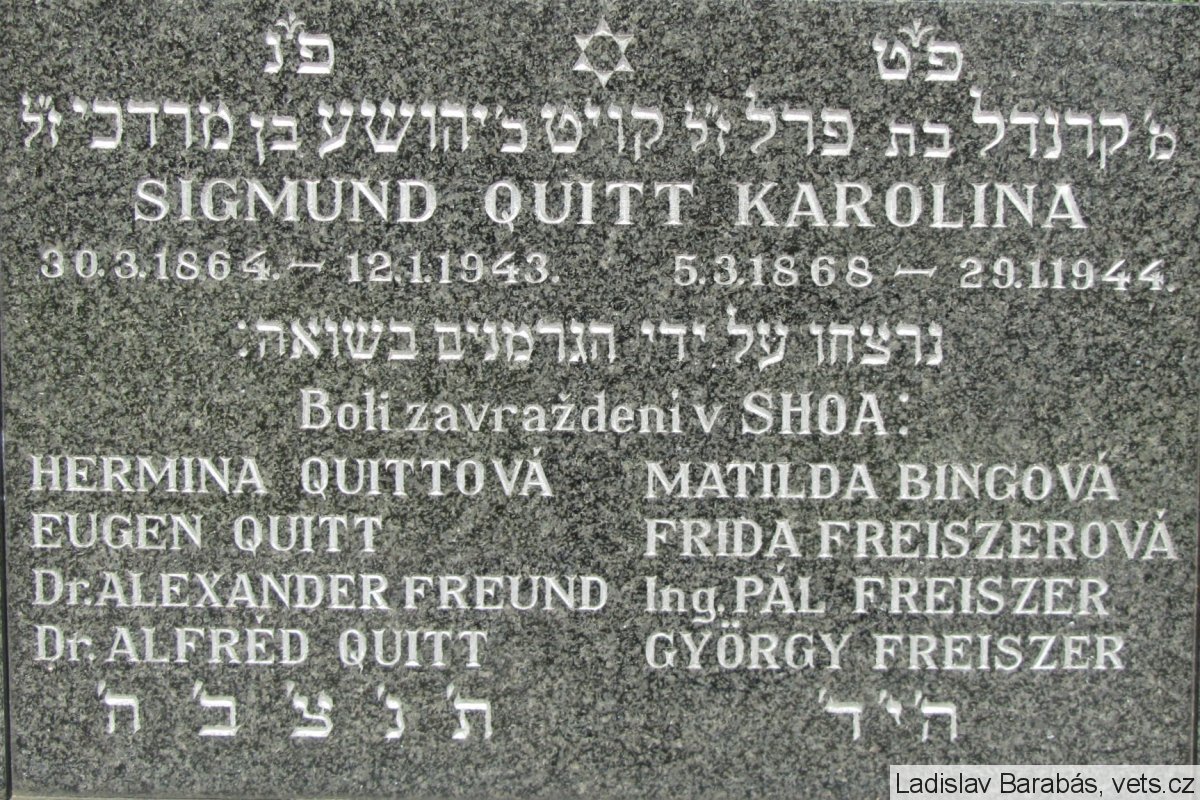 פ"נ ✡ פ"ט
מ' קרנדל בת פרל ז"ל קויט כ' יהושע בן מרדכי ז"ל
SIGMUND QUITT KAROLINA
30.3.1864.— 12.1.1943. 5.3.1868 — 29.1.1944.
נרצחו על ידי הגרמנים בשואה:
Boli zavraždeni v SHOA:
HERMINA QUITTOVÁ MATILDA BINGOVÁ
EUGEN QUITT FRIDA FREISZEROVÁ
Dr. ALEXANDER FREUND Ing. PÁL FREISZER
Dr. ALFRÉD QUITT GYÖRGY FREISZER
ת' נ' צ' ב' ה' ה' י' ד'
Ladislav Barabás, vets.cz